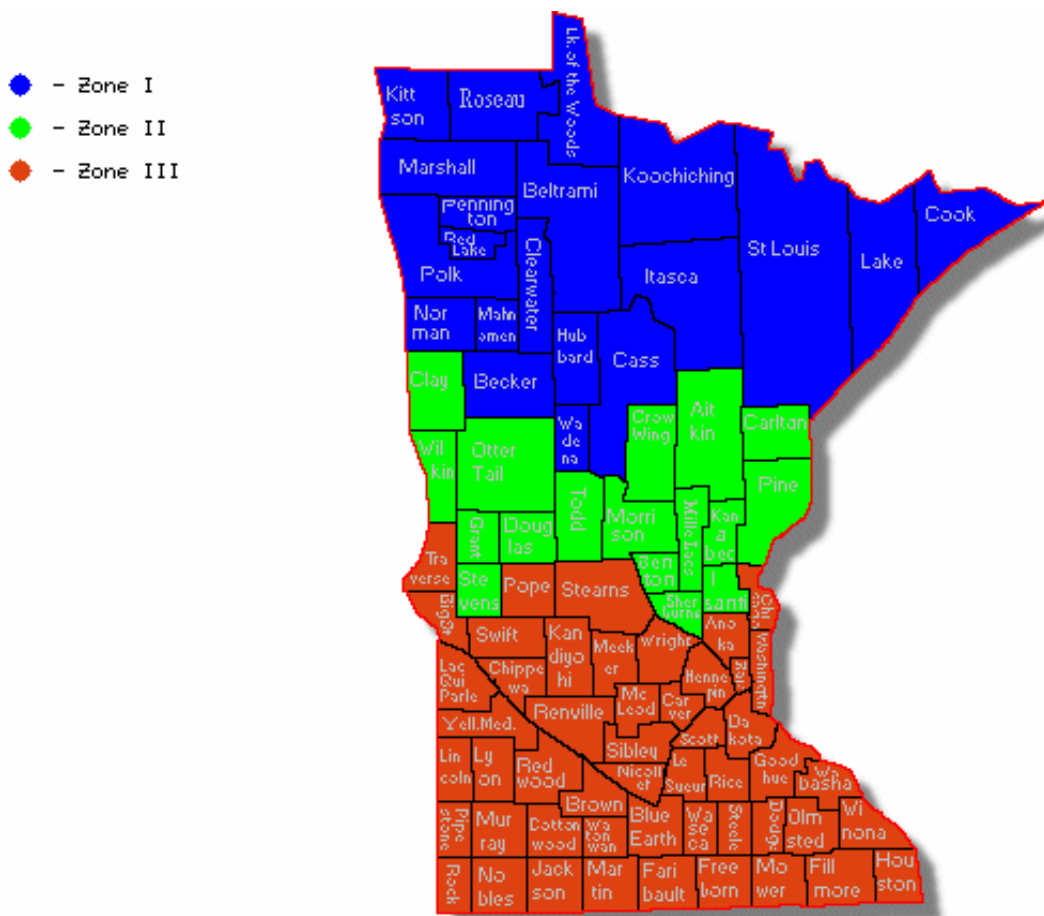 - Zone I
- Zone II
- Zone III
Kitt
son
Roseau
Lk. of the Woods
Marshall
Beltrami
Koochiching
Penning
ton
Red
Lake
Polk
Clearwater
Itasca
St Louis
Lake
Cook
Nor
man
Mahn
omen
Hub
bard
Cass
Becker
Clay
Wa
de
na
Crow
Wing
Ait
kin
Carlton
Wil
kin
Otter
Tail
Todd
Morri
son
Mille Lacs
Kan
a
bec
Pine
Grant
Doug
las
Ben
ton
I
santi
Tra
verse
Ste
vens
Pope
Stearns
Sher
burne
Big St
Swift
Kan
diyo
hi
Meek
er
Wright
Ano
ka
Washington
Lac
Qui
Parle
Chippe
wa
Henne
pin
Renville
Mc
Leod
Car
ver
Yell.Med.
Scott
Da
kota
Sibley
Lin
coln
Ly
on
Red
wood
Nicoll
et
Le
Sueur
Rice
Good
hue
Wa
basha
Brown
Pipe
stone
Mur
ray
Cotton
wood
Wa
ton
wan
Blue
Earth
Wa
se
ca
Steele
Dodge
Olm
sted
Wi
nona
Rock
No
bles
Jack
son
Mar
tin
Fari
bault
Free
born
Mo
wer
Fill
more
Hou
ston